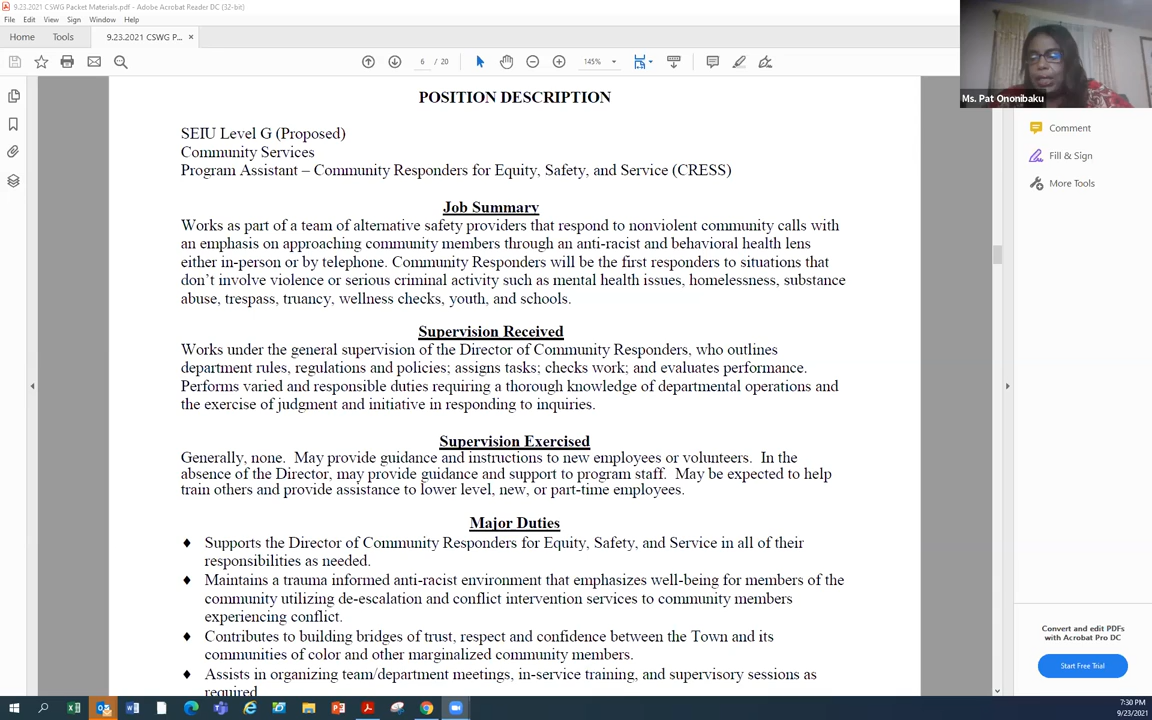 9.23.2021 CSWG Packet Materials.pdf - Adobe Acrobat Reader DC (32-bit)
File Edit View Sign Window Help
Home Tools 9.23.2021 CSWG P... ×
6 / 20 145%
Ms. Pat Ononibaku
POSITION DESCRIPTION
SEIU Level G (Proposed)
Community Services
Program Assistant – Community Responders for Equity, Safety, and Service (CRESS)
Job Summary
Works as part of a team of alternative safety providers that respond to nonviolent community calls with
an emphasis on approaching community members through an anti-racist and behavioral health lens
either in-person or by telephone. Community Responders will be the first responders to situations that
don't involve violence or serious criminal activity such as mental health issues, homelessness, substance
abuse, trespass, truancy, wellness checks, youth, and schools.
Supervision Received
Works under the general supervision of the Director of Community Responders, who outlines
department rules, regulations and policies; assigns tasks; checks work; and evaluates performance.
Performs varied and responsible duties requiring a thorough knowledge of departmental operations and
the exercise of judgment and initiative in responding to inquiries.
Supervision Exercised
Generally, none. May provide guidance and instructions to new employees or volunteers. In the
absence of the Director, may provide guidance and support to program staff. May be expected to help
train others and provide assistance to lower level, new, or part-time employees.
Major Duties
♦ Supports the Director of Community Responders for Equity, Safety, and Service in all of their
responsibilities as needed.
♦ Maintains a trauma informed anti-racist environment that emphasizes well-being for members of the
community utilizing de-escalation and conflict intervention services to community members
experiencing conflict.
♦ Contributes to building bridges of trust, respect and confidence between the Town and its
communities of color and other marginalized community members.
♦ Assists in organizing team/department meetings, in-service training, and supervisory sessions as
required
Comment
Fill & Sign
More Tools
Convert and edit PDFs
with Acrobat Pro DC
Start Free Trial
7:30 PM
9/23/2021